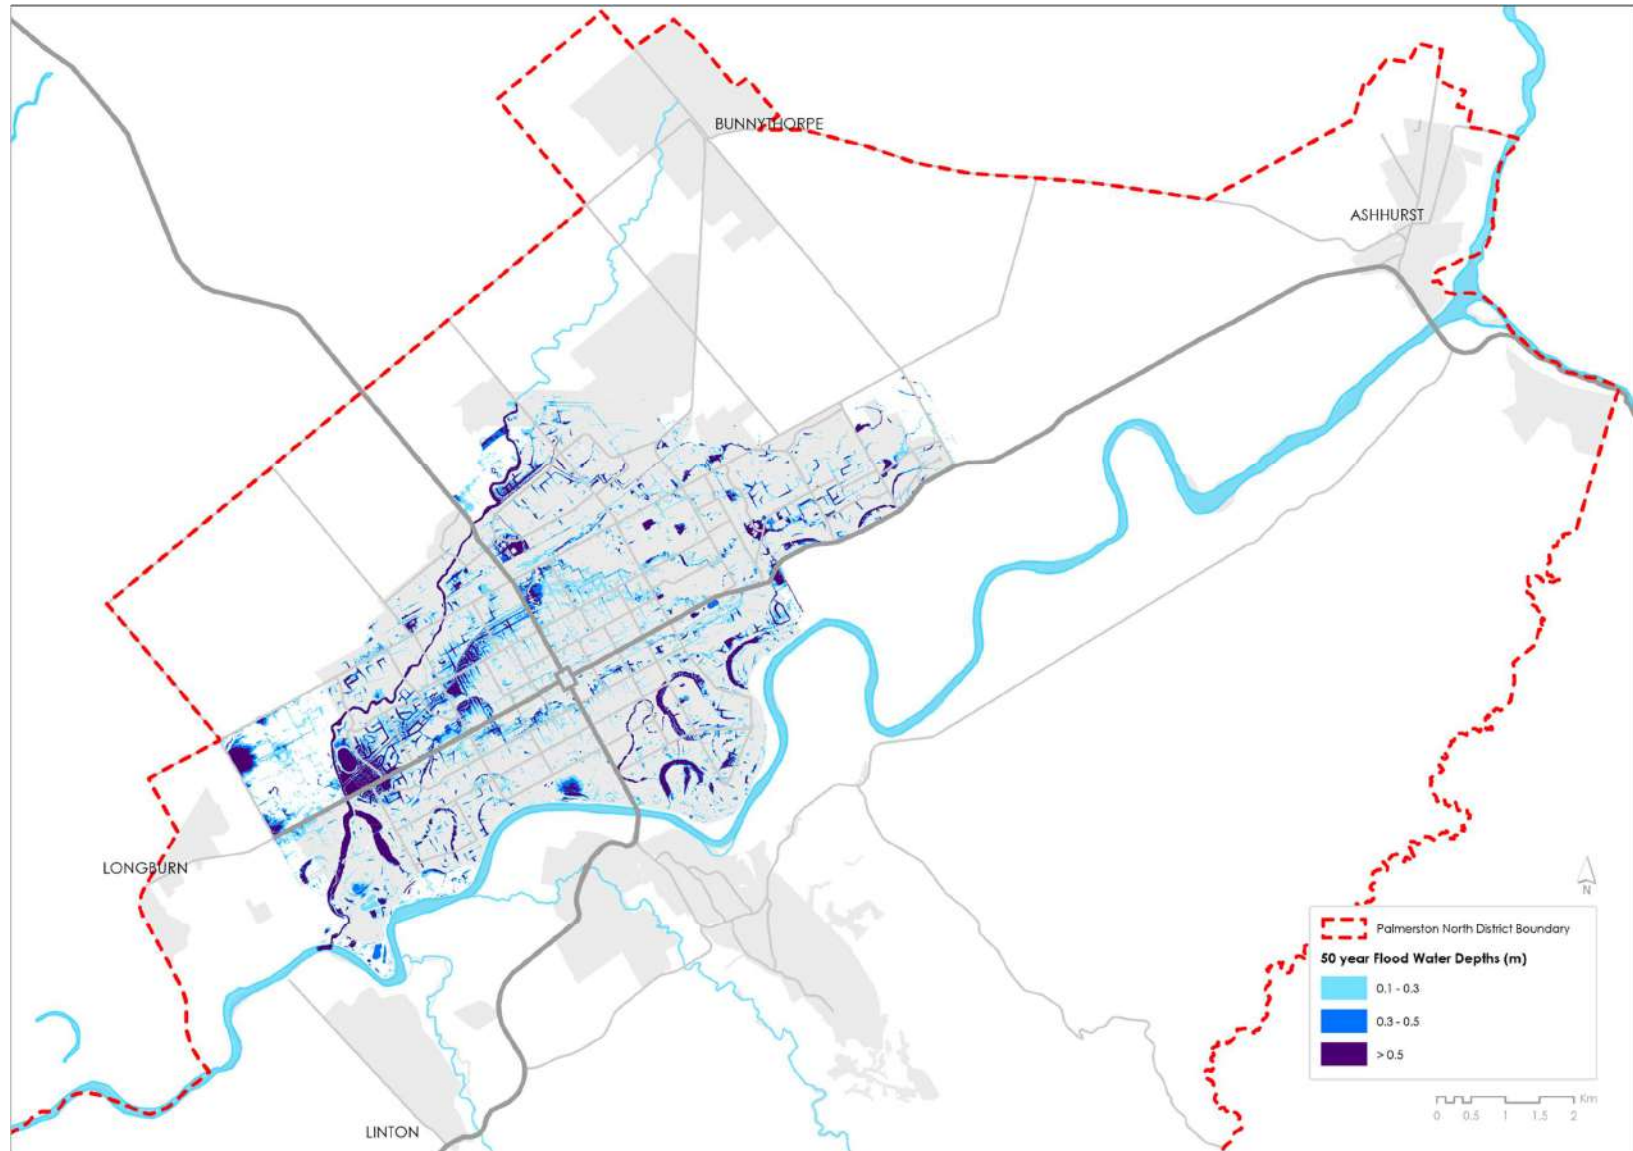 BUNNYTHORPE
ASHHURST
LONGBURN
LINTON
N
Palmerston North District Boundary
50 year Flood Water Depths (m)
0.1 - 0.3
0.3 - 0.5
> 0.5
Km
0 0.5 1 1.5 2